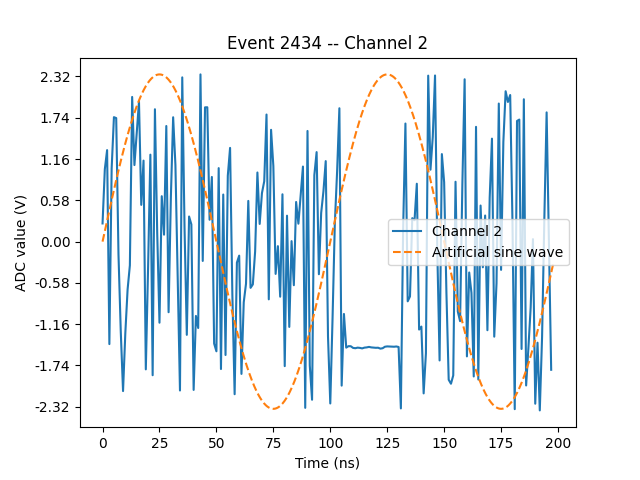 Event 2434 -- Channel 2
ADC value (V)
2.32
1.74
1.16
0.58
0.00
-0.58
-1.16
-1.74
-2.32
Channel 2
Artificial sine wave
0 25 50 75 100 125 150 175 200
Time (ns)